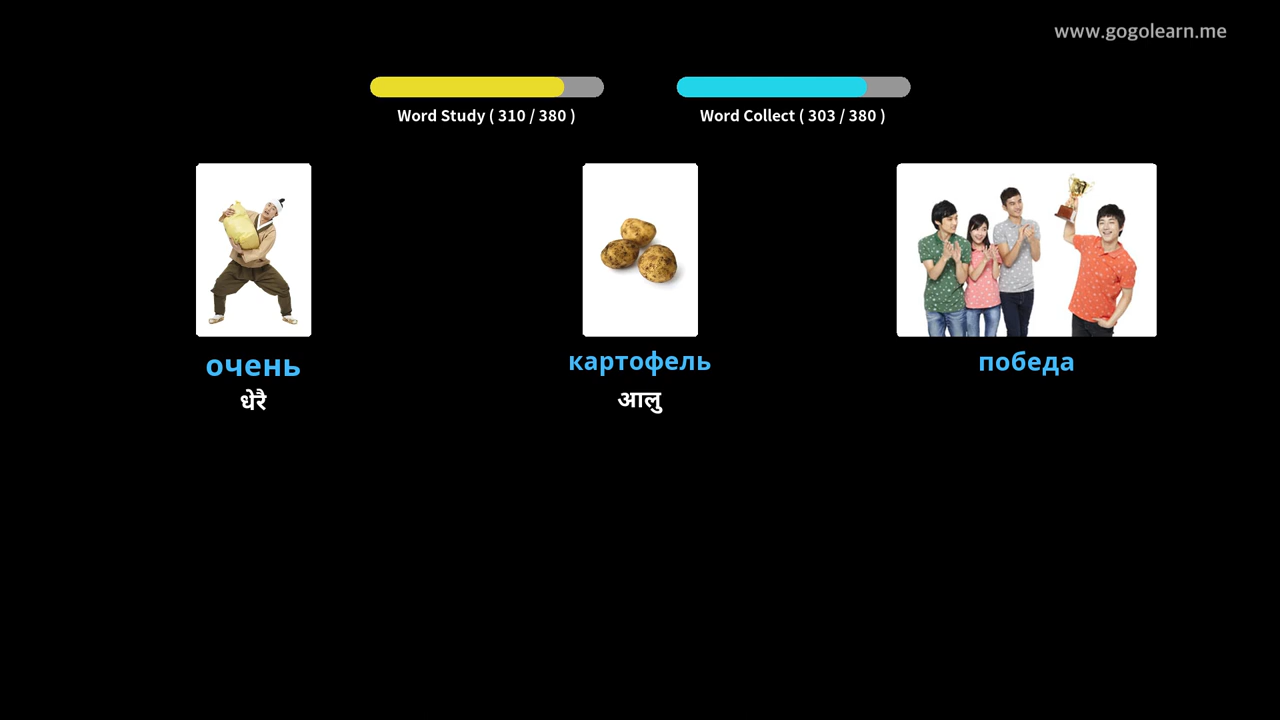 www.gogolearn.me
Word Study ( 310 / 380 )
Word Collect ( 303 / 380 )
очень
धेरै
картофель
आलु
победа